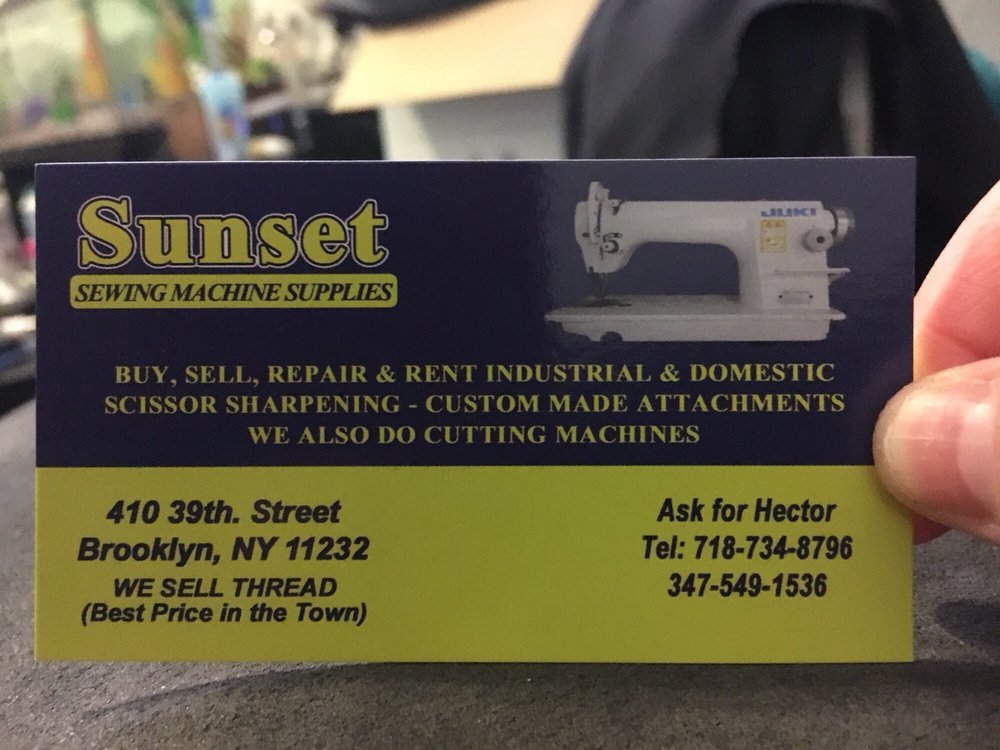 Sunset
SEWING MACHINE SUPPLIES
JUKI
BUY, SELL, REPAIR & RENT INDUSTRIAL & DOMESTIC
SCISSOR SHARPENING - CUSTOM MADE ATTACHMENTS
WE ALSO DO CUTTING MACHINES
410 39th. Street
Brooklyn, NY 11232
WE SELL THREAD
(Best Price in the Town)
Ask for Hector
Tel: 718-734-8796
347-549-1536